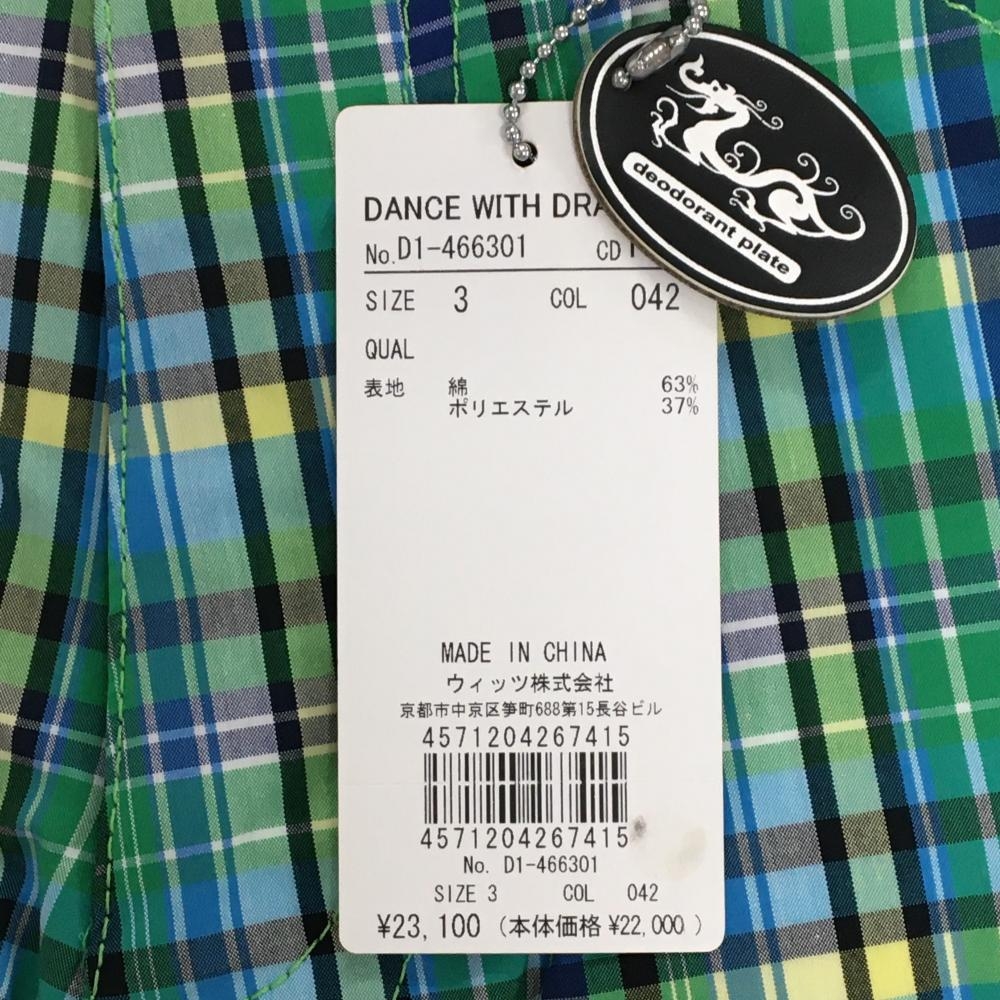 DANCE WITH DRA
No.D1-466301 CD
SIZE 3 COL 042
QUAL
表地 綿 63%
ポリエステル 37%
MADE IN CHINA
ウィッツ株式会社
京都市中京区笋町688第15長谷ビル
4571204267415
4571204267415
No. D1-466301
SIZE 3 COL 042
¥23,100 (本体価格 ¥22,000 )
deodorant plate